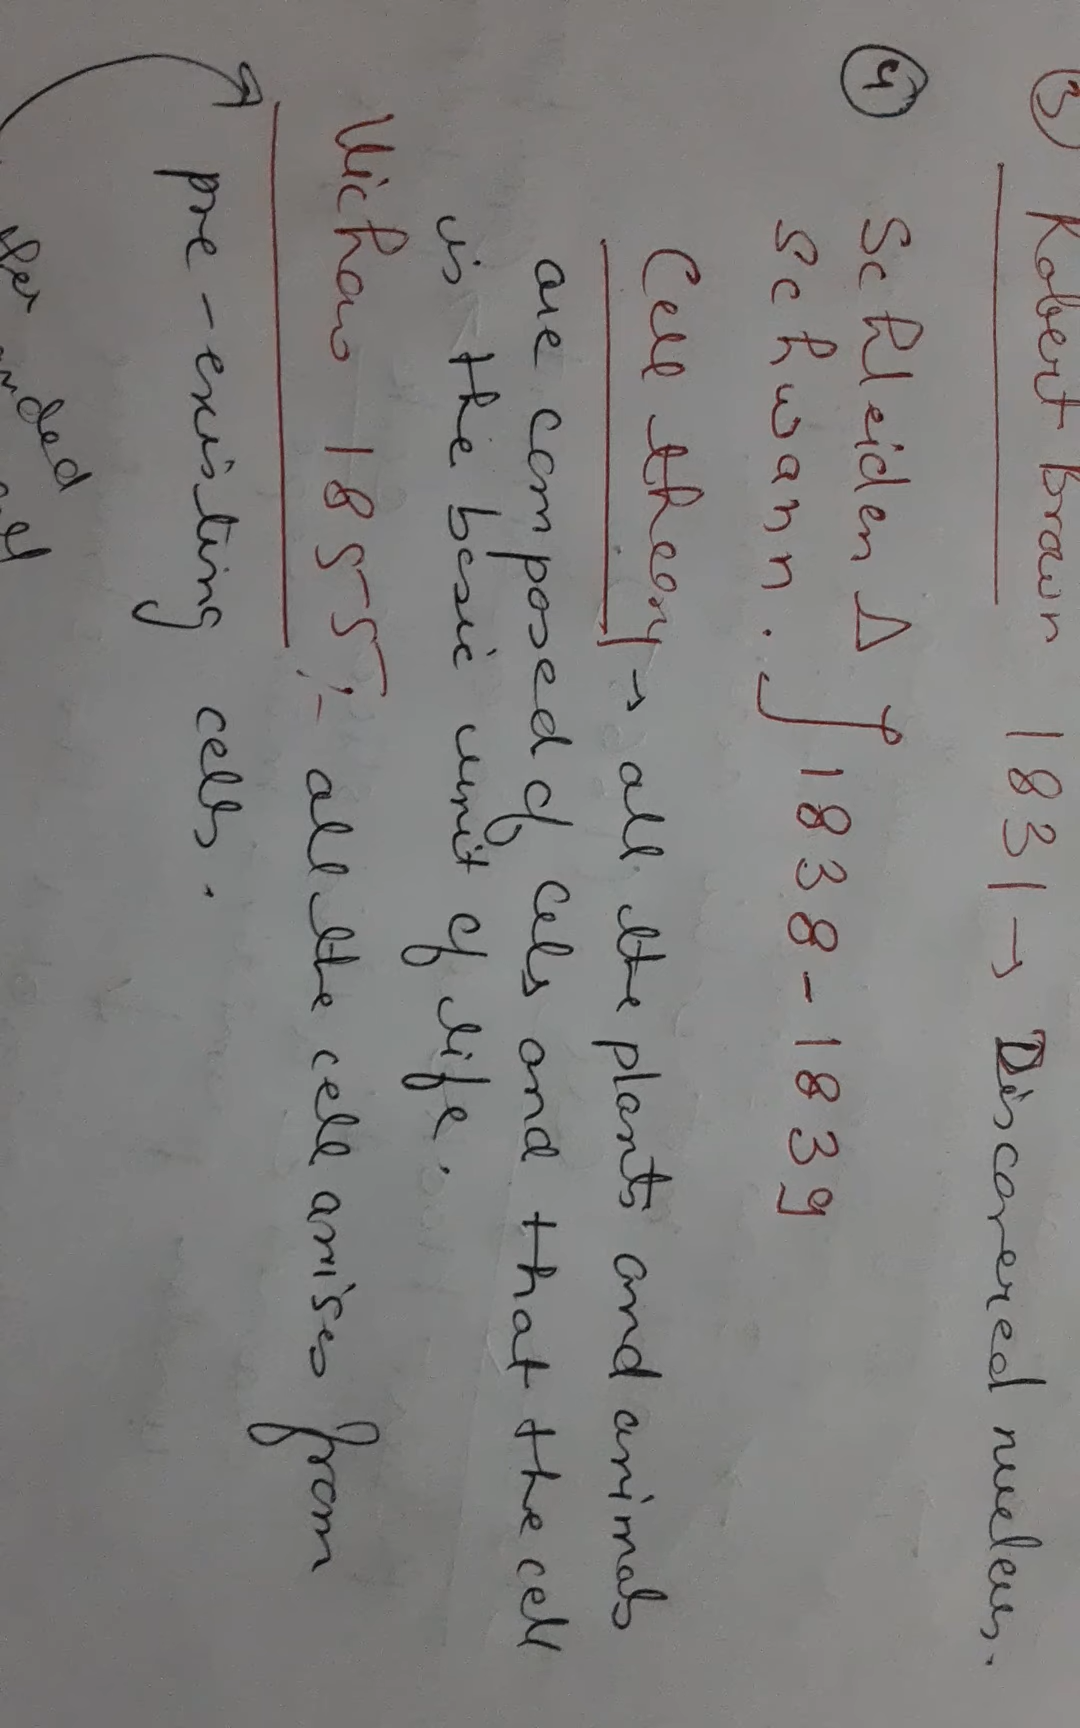 ③ Robert Brown 1831 → Discovered nucleus.
④ Schleiden &
Schwann. } 1838-1839
Cell theory → all the plants and animals
are composed of cells and that the cell
is the basic unit of life.
Vichow 1855:- all the cell arises from
pre-existing cells.